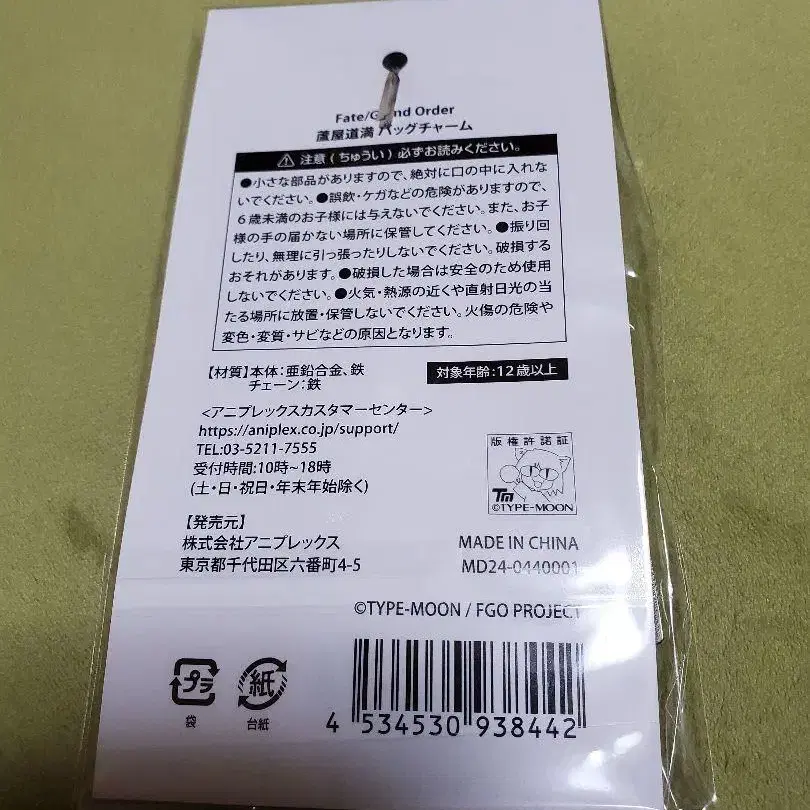 Fate/Grand Order
蘆屋道満 バッグチャーム
注意(ちゅうい)必ずお読みください。
●小さな部品がありますので、絶対に口の中に入れな
いでください。●誤飲・ケガなどの危険がありますので、
6歳未満のお子様には与えないでください。また、お子
様の手の届かない場所に保管してください。●振り回
したり、無理に引っ張ったりしないでください。破損する
おそれがあります。●破損した場合は安全のため使用
しないでください。●火気・熱源の近くや直射日光の当
たる場所に放置・保管しないでください。火傷の危険や
変色・変質・サビなどの原因となります。
【材質】本体:亜鉛合金、鉄
チェーン:鉄
対象年齢:12歳以上
<アニプレックスカスタマーセンター>
https://aniplex.co.jp/support/
TEL:03-5211-7555
受付時間:10時~18時
(土・日・祝日・年末年始除く)
版権許諾証
TM
©TYPE-MOON
【発売元】
株式会社アニプレックス
東京都千代田区六番町4-5
MADE IN CHINA
MD24-0440001
©TYPE-MOON / FGO PROJECT
プラ
袋
紙
台紙
4 534530 938442